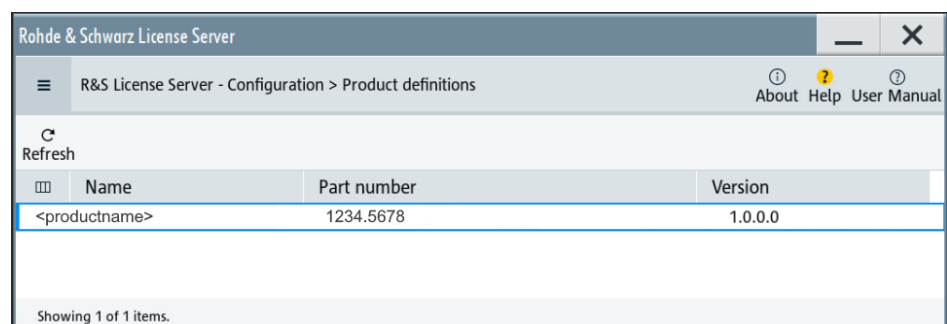 Rohde & Schwarz License Server
R&S License Server - Configuration > Product definitions
About Help User Manual
Refresh
Name Part number Version
<productname> 1234.5678 1.0.0.0
Showing 1 of 1 items.